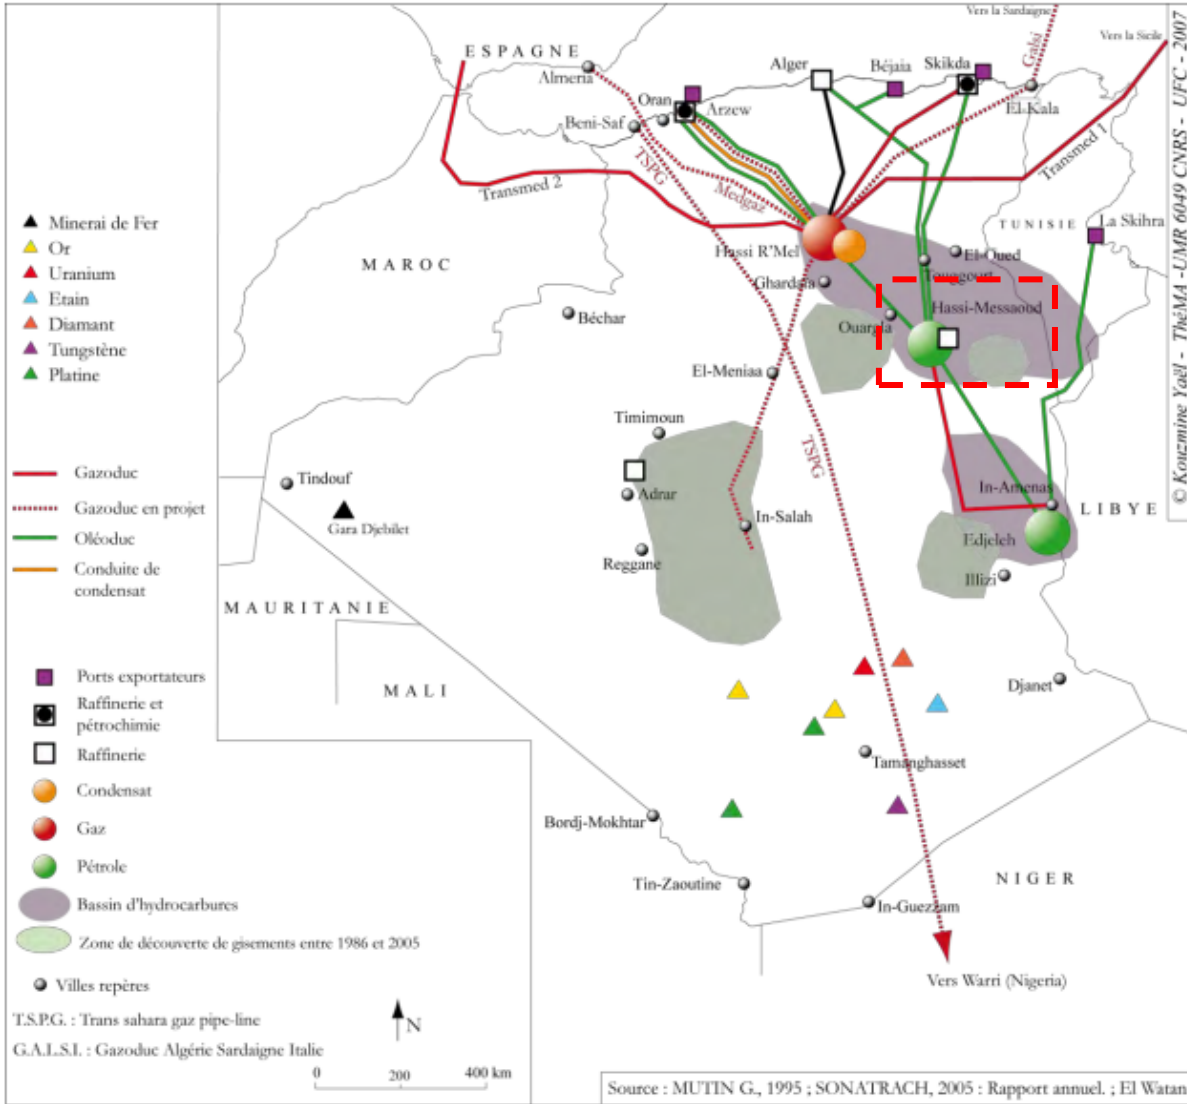 Vers la Sardaigne
Vers la Sicile
ESPAGNE
Almeria
Alger
Béjaia
Skikda
Galsi
Oran
Arzew
Beni-Saf
El-Kala
TSPG
Transmed 1
Transmed 2
Medgaz
TUNISIE
La Skihra
Minerai de Fer
Or
Uranium
Etain
Diamant
Tungstène
Platine
MAROC
Hassi R'Mel
El-Oued
Touggourt
Ghardaia
Hassi-Messaoud
Ouargla
Béchar
El-Meniaa
Timimoun
TSPG
Gazoduc
Gazoduc en projet
Oléoduc
Conduite de
condensat
Tindouf
Gara Djebilet
Adrar
In-Salah
Reggane
In-Amenas
LIBYE
Edjeleh
Illizi
MAURITANIE
MALI
Djanet
Tamanghasset
Ports exportateurs
Raffinerie et
pétrochimie
Raffinerie
Condensat
Gaz
Pétrole
Bassin d'hydrocarbures
Zone de découverte de gisements entre 1986 et 2005
Villes repères
Bordj-Mokhtar
Tin-Zaoutine
In-Guezzam
NIGER
Vers Warri (Nigeria)
T.S.P.G. : Trans sahara gaz pipe-line
G.A.L.S.I. : Gazoduc Algérie Sardaigne Italie
N
0 200 400 km
Source : MUTIN G., 1995 ; SONATRACH, 2005 : Rapport annuel. ; El Watan
© Kouzmine Yaël - ThéMA -UMR 6049 CNRS - UFC - 2007